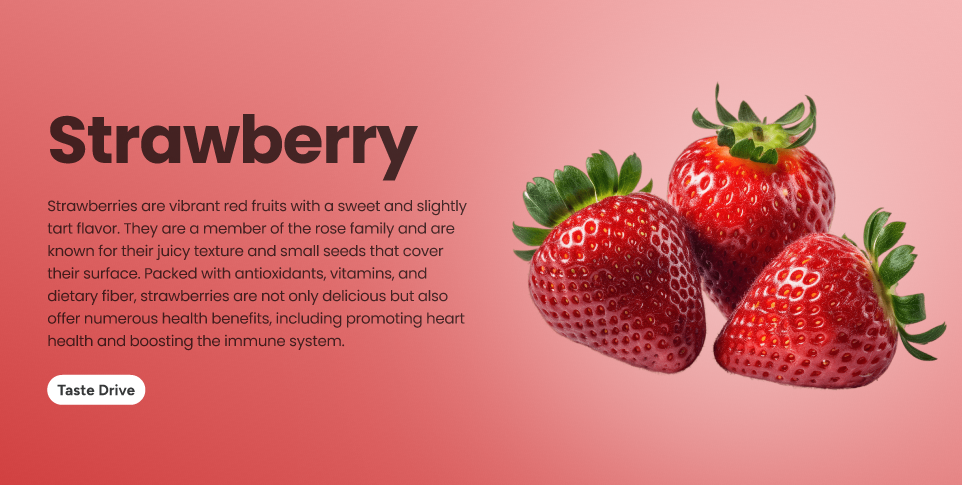 Strawberry
Strawberries are vibrant red fruits with a sweet and slightly
tart flavor. They are a member of the rose family and are
known for their juicy texture and small seeds that cover
their surface. Packed with antioxidants, vitamins, and
dietary fiber, strawberries are not only delicious but also
offer numerous health benefits, including promoting heart
health and boosting the immune system.
Taste Drive